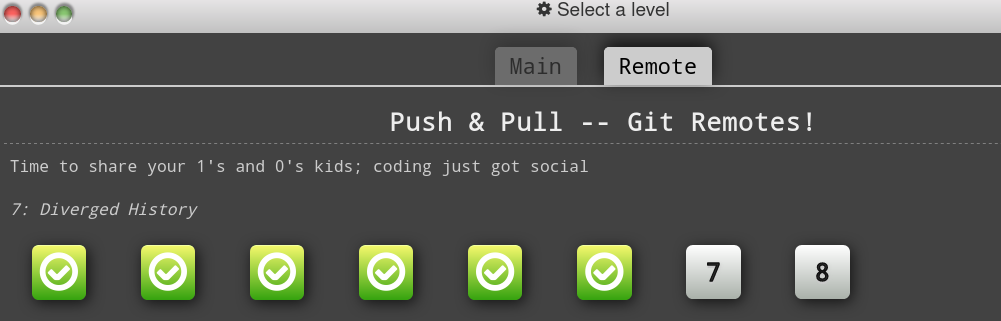 Select a level
Main Remote
Push & Pull -- Git Remotes!
Time to share your 1's and 0's kids; coding just got social
7: Diverged History
7 8